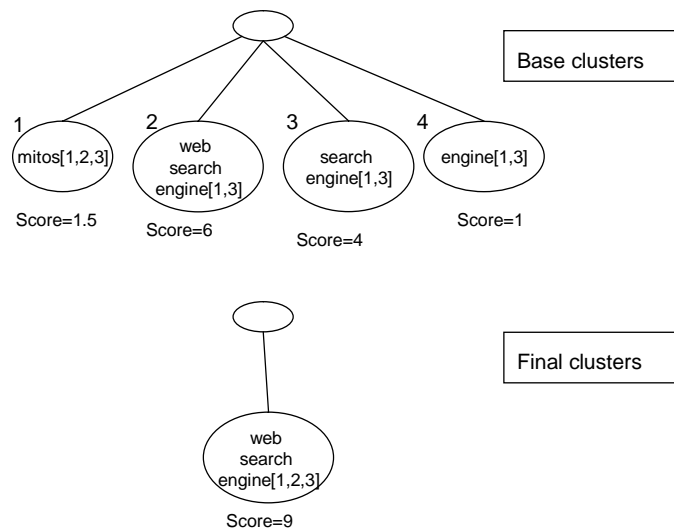 Base clusters
1
2
3
4
mitos[1,2,3]
web
search
engine[1,3]
search
engine[1,3]
engine[1,3]
Score=1.5
Score=6
Score=4
Score=1
Final clusters
web
search
engine[1,2,3]
Score=9